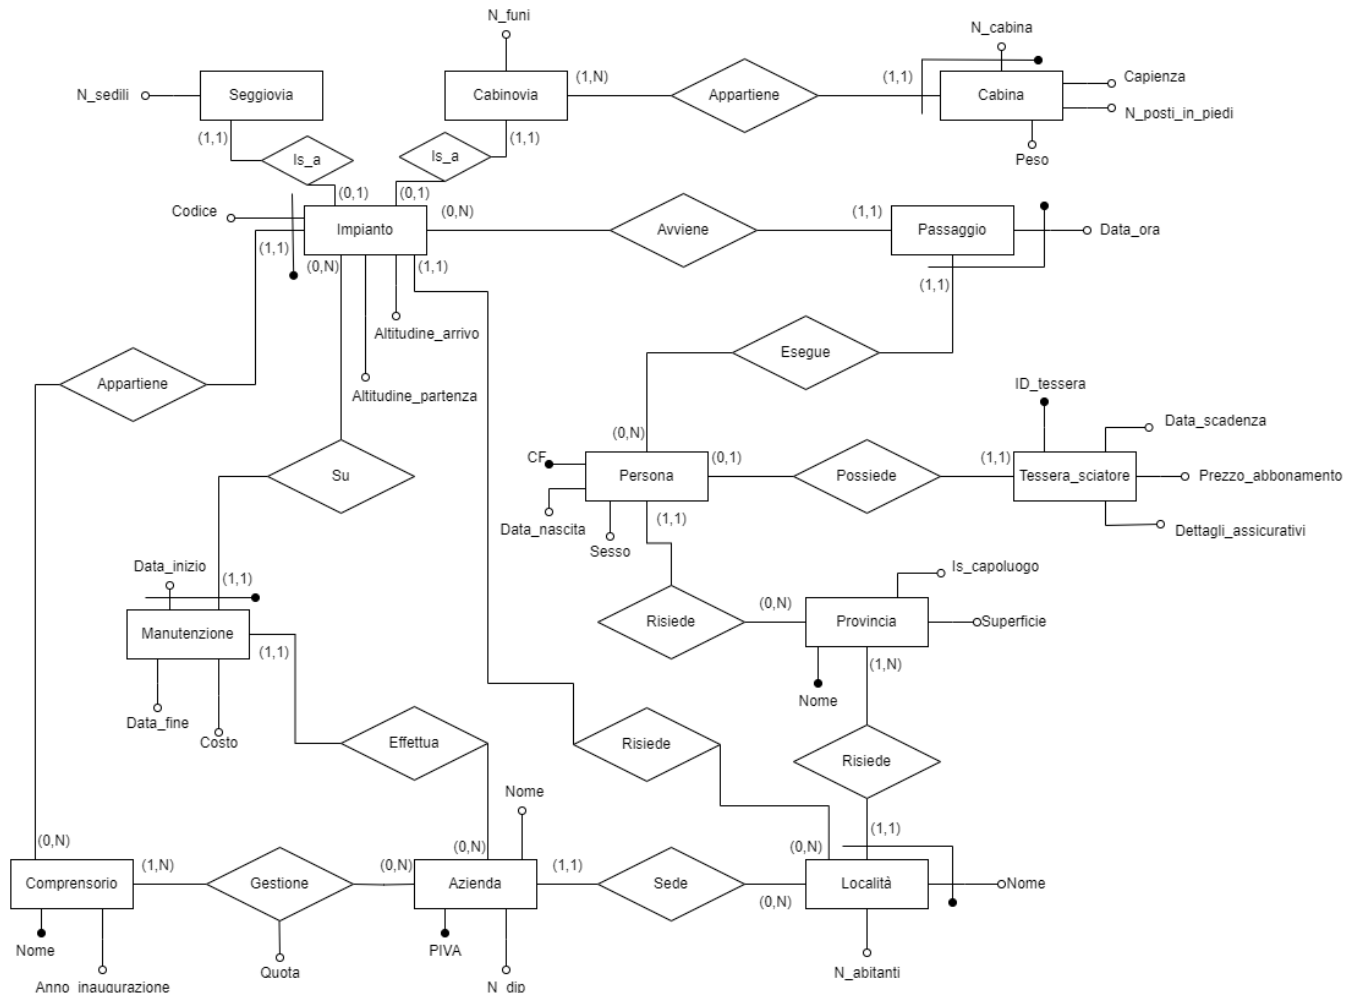 N_funi
N_cabina
N_sedili
Seggiovia
Cabinovia
(1,N)
Appartiene
(1,1)
Cabina
Capienza
N_posti_in_piedi
(1,1)
Is_a
Is_a
(1,1)
Peso
(0,1)
(0,1)
Codice
(0,N)
(1,1)
Impianto
Avviene
Passaggio
Data_ora
(1,1)
(0,N)
(1,1)
(1,1)
Altitudine_arrivo
Esegue
Appartiene
Altitudine_partenza
ID_tessera
Data_scadenza
(0,N)
CF
(0,1)
(1,1)
Su
Persona
Possiede
Tessera_sciatore
Prezzo_abbonamento
Data_nascita
(1,1)
Sesso
Dettagli_assicurativi
Data_inizio
(1,1)
Is_capoluogo
(0,N)
Manutenzione
Risiede
Provincia
Superficie
(1,1)
(1,N)
Nome
Data_fine
Costo
Effettua
Risiede
Risiede
Nome
(0,N)
(0,N)
(0,N)
(1,1)
(1,N)
(0,N)
(1,1)
(0,N)
Comprensorio
Gestione
Azienda
Sede
Località
Nome
Nome
PIVA
Quota
N_abitanti
Anno_inaugurazione
N_dip